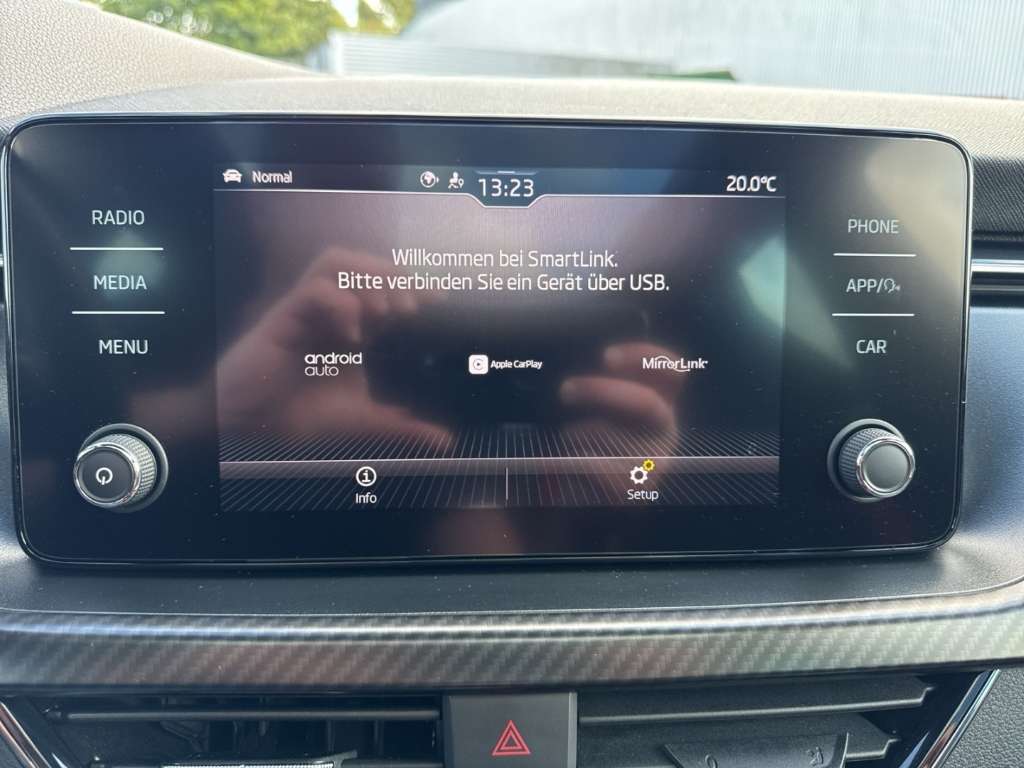 Normal
13:23
20.0°C
RADIO
MEDIA
MENU
Willkommen bei SmartLink.
Bitte verbinden Sie ein Gerät über USB.
android
auto
Apple CarPlay
MirrorLink
Info
Setup
PHONE
APP/
CAR